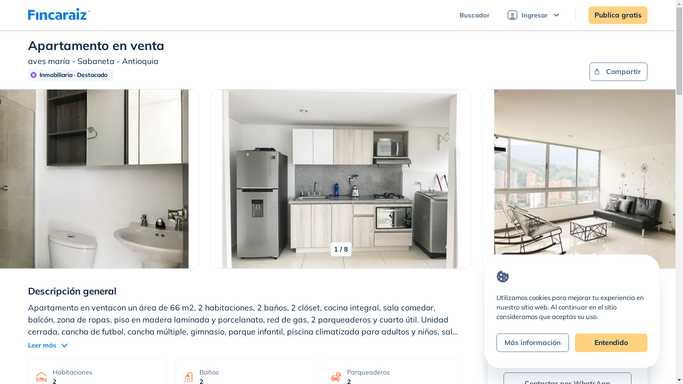 Fincaraiz
Buscador
Ingresar
Publica gratis
Apartamento en venta
aves maría - Sabaneta - Antioquia
Inmobiliaria · Destacado
Compartir
1 / 8
Descripción general
Apartamento en ventacon un área de 66 m2, 2 habitaciones, 2 baños, 2 clóset, cocina integral, sala comedor,
balcón, zona de ropas, piso en madera laminada y porcelanato, red de gas, 2 parqueaderos y cuarto útil. Unidad
cerrada, cancha de futbol, cancha múltiple, gimnasio, parque infantil, piscina climatizada para adultos y niños, sal...
Leer más
Habitaciones
2
Baños
2
Parqueaderos
2
Utilizamos cookies para mejorar tu experiencia en
nuestro sitio web. Al continuar en el sitio
consideramos que aceptas su uso.
Más información
Entendido
Contactar por WhatsApp